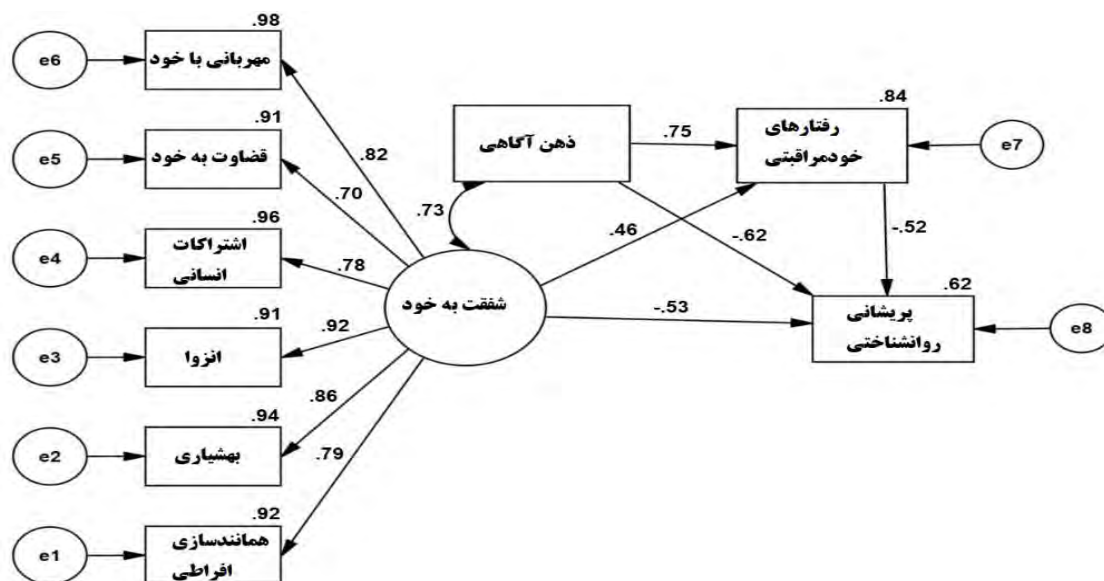 .98
e6
مهربانی با خود
.82
.91
e5
قضاوت به خود
.70
.96
e4
اشتراکات
انسانی
.78
.91
e3
انزوا
.92
.94
e2
بهشیاری
.86
.92
e1
همانندسازی
افراطی
.79
شفقت به خود
.73
ذهن آگاهی
.75
.84
رفتارهای
خودمراقبتی
e7
.46
-.62
-.52
-.53
.62
پریشانی
روانشناختی
e8